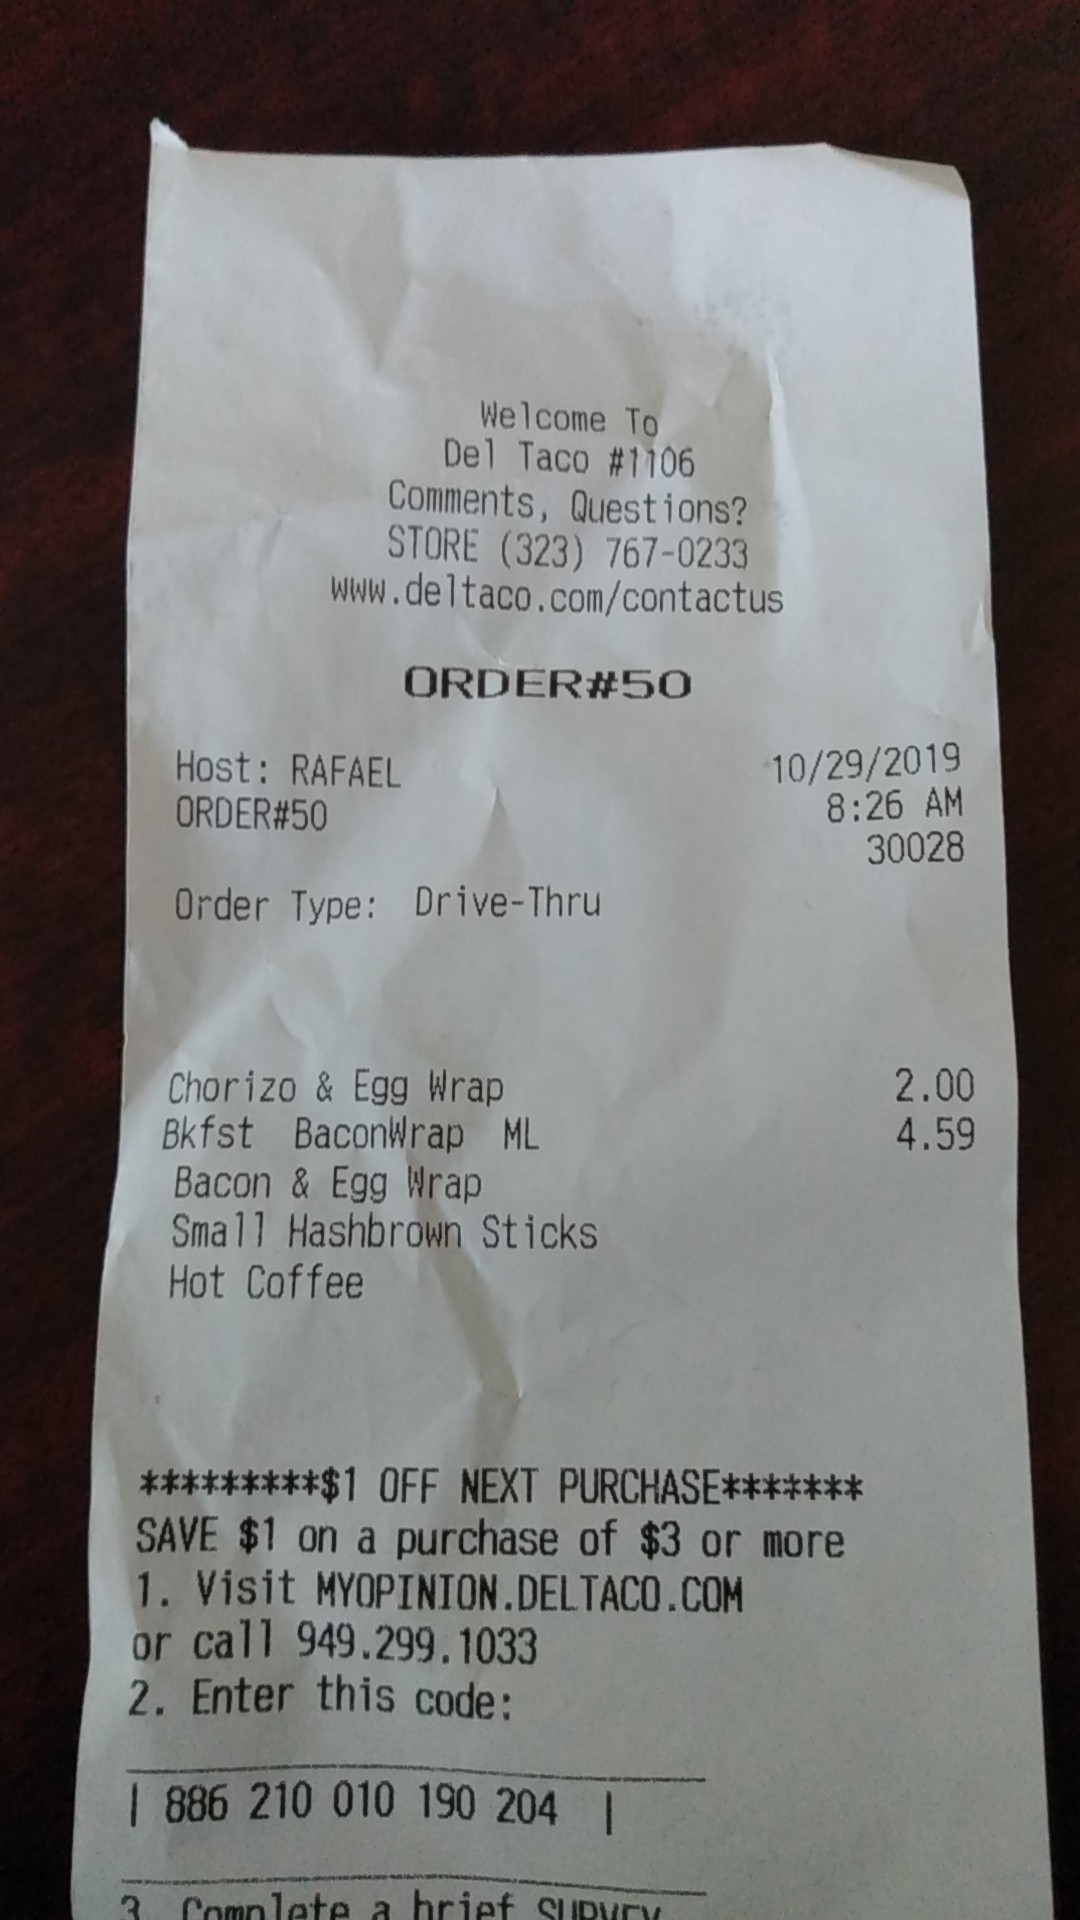 Welcome To
Del Taco #1106
Comments, Questions?
STORE (323) 767-0233
www.deltaco.com/contactus
ORDER#50
Host: RAFAEL 10/29/2019
ORDER#50 8:26 AM
30028
Order Type: Drive-Thru
Chorizo & Egg Wrap 2.00
Bkfst BaconWrap ML 4.59
Bacon & Egg Wrap
Small Hashbrown Sticks
Hot Coffee
*********$1 OFF NEXT PURCHASE*******
SAVE $1 on a purchase of $3 or more
1. Visit MYOPINION.DELTACO.COM
or call 949.299.1033
2. Enter this code:
| 886 210 010 190 204 |
3. Complete a brief SURVEY